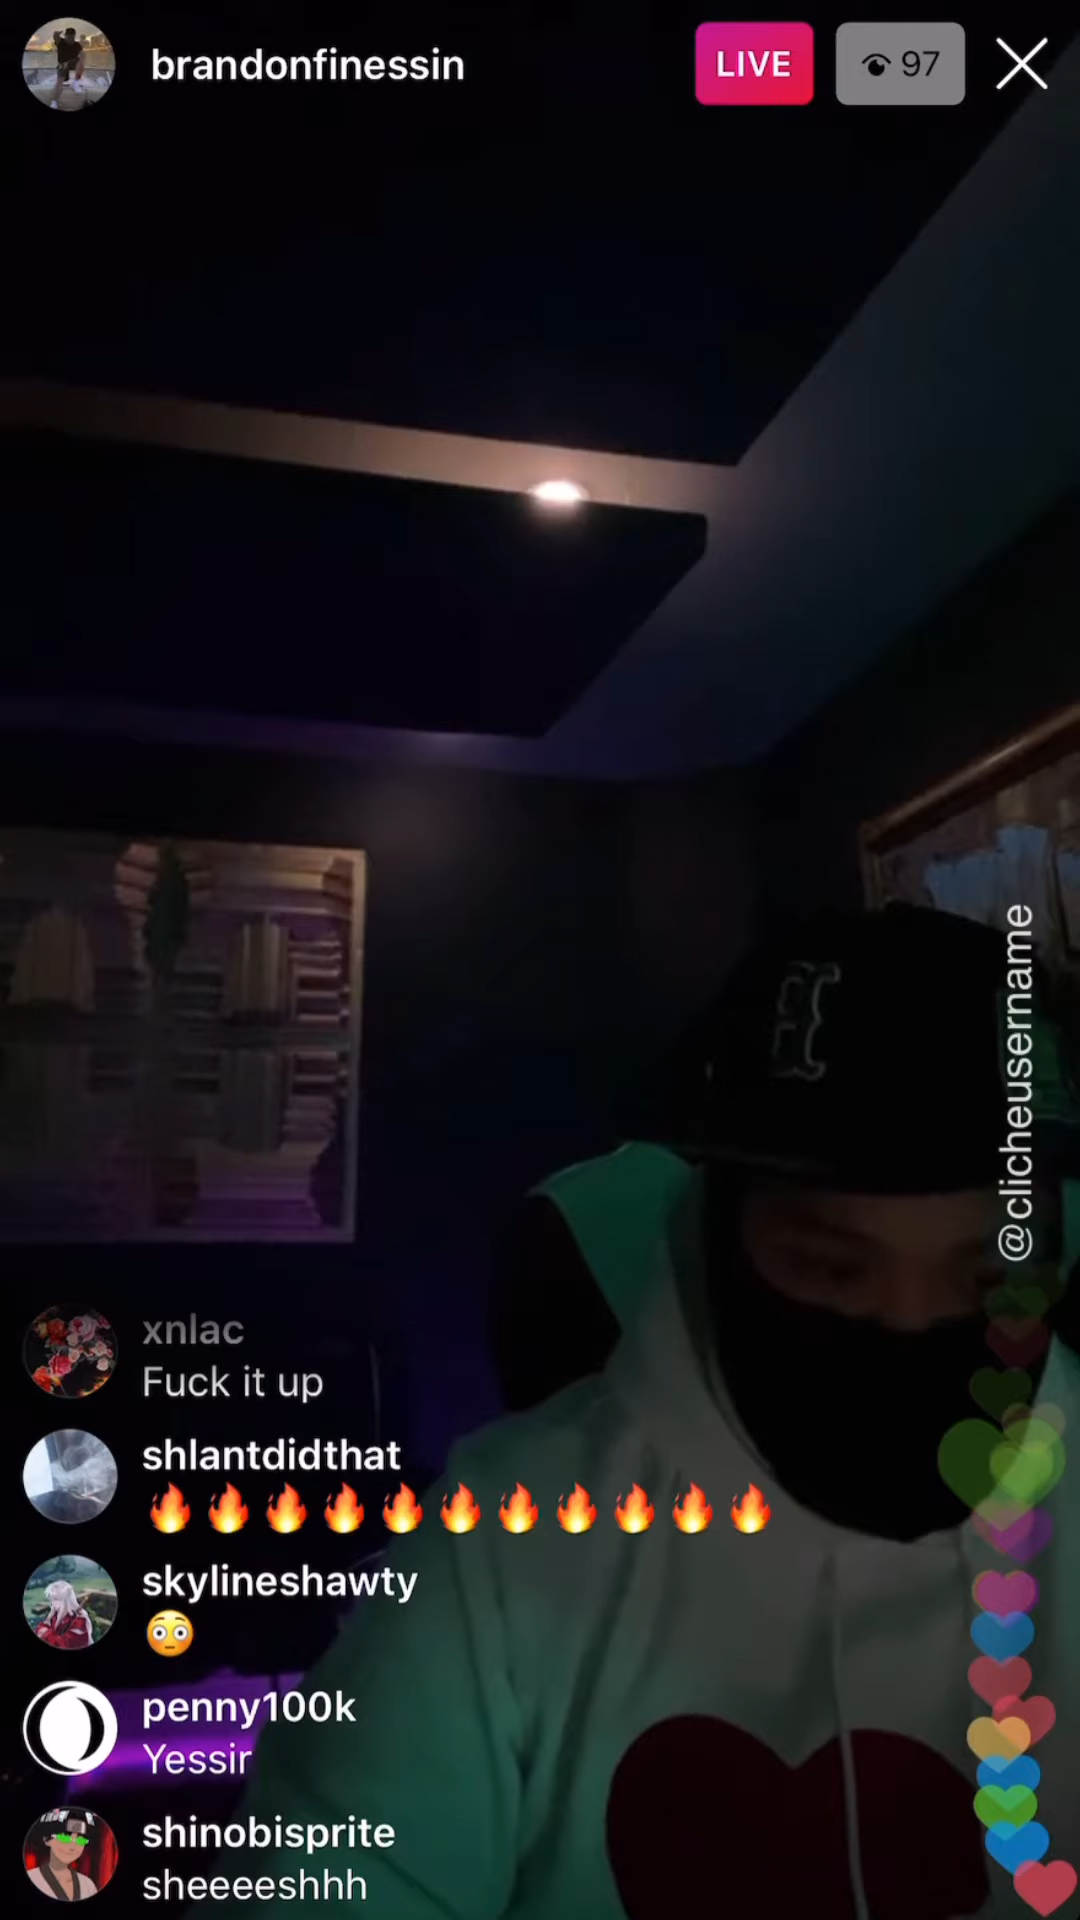 brandonfinessin
LIVE
97
@clicheusername
xnlac
Fuck it up
shlantdidthat
🔥🔥🔥🔥🔥🔥🔥🔥🔥🔥🔥
skylineshawty
😳
penny100k
Yessir
shinobisprite
sheeeeshhh